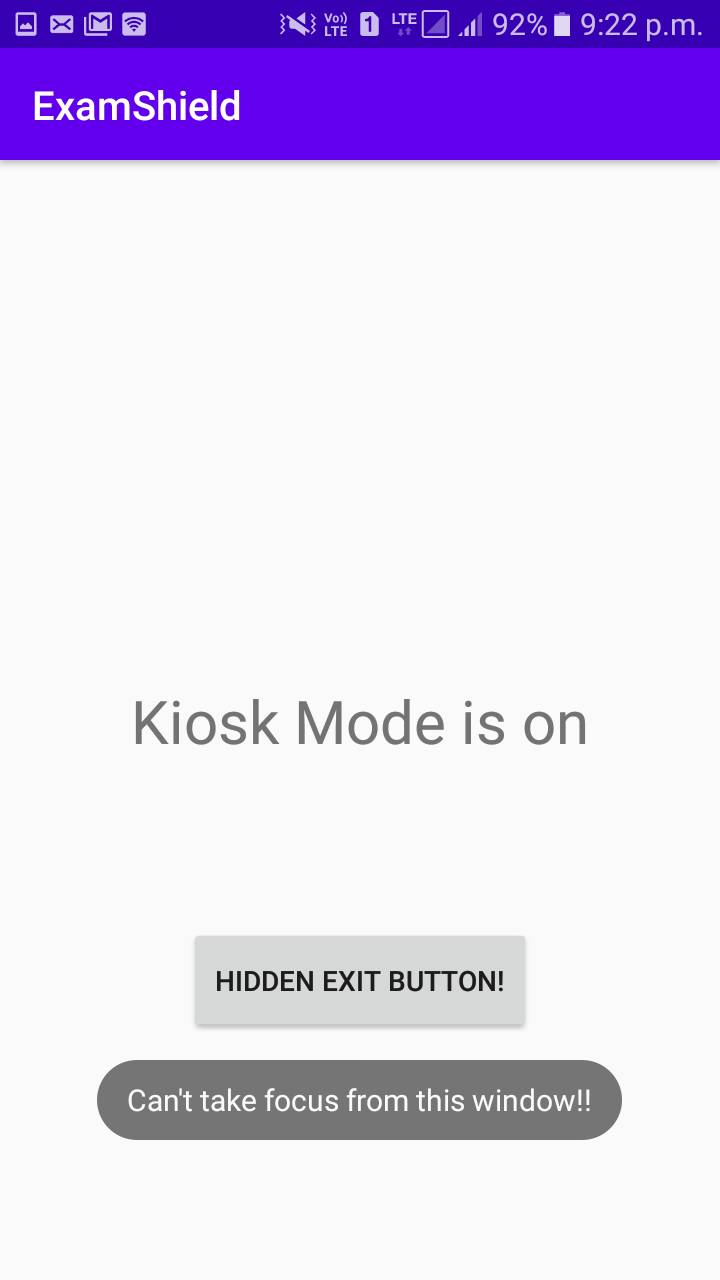 Vo)) LTE 1 LTE 92% 9:22 p.m.
ExamShield
Kiosk Mode is on
HIDDEN EXIT BUTTON!
Can't take focus from this window!!